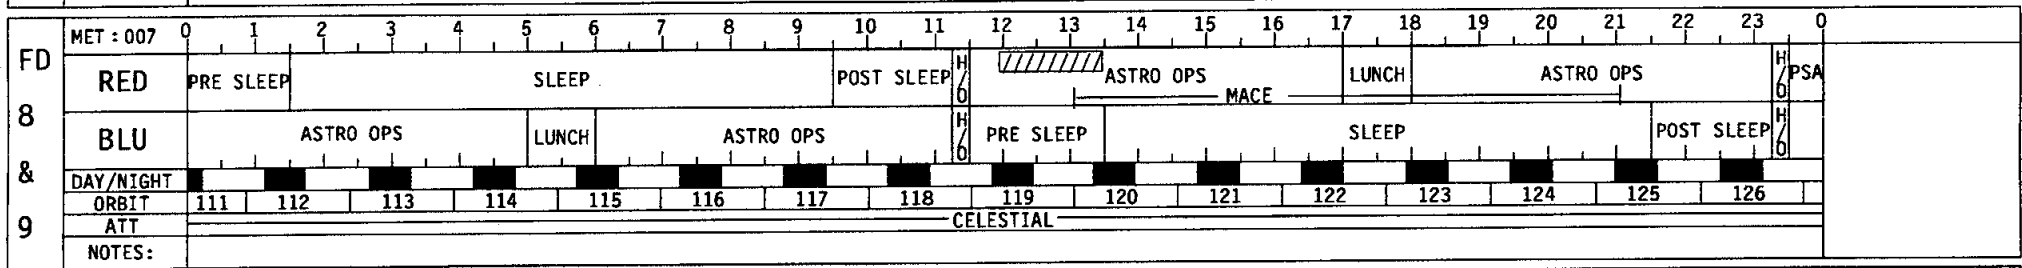 MET : 007 0 1 2 3 4 5 6 7 8 9 10 11 12 13 14 15 16 17 18 19 20 21 22 23 0
FD 8 & 9
RED PRE SLEEP SLEEP POST SLEEP H/O ASTRO OPS LUNCH ASTRO OPS H/O PSA
MACE
BLU ASTRO OPS LUNCH ASTRO OPS H/O PRE SLEEP SLEEP POST SLEEP H/O
DAY/NIGHT
ORBIT 111 112 113 114 115 116 117 118 119 120 121 122 123 124 125 126
ATT CELESTIAL
NOTES: